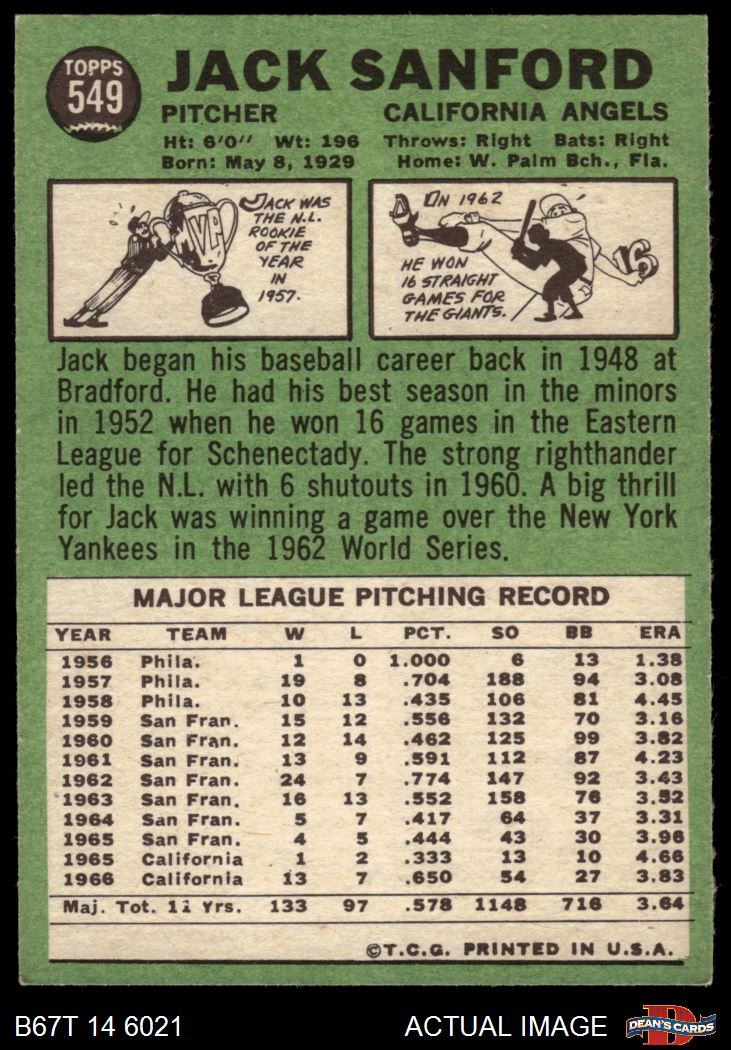 TOPPS
549
JACK SANFORD
PITCHER CALIFORNIA ANGELS
Ht: 6'0" Wt: 196 Throws: Right Bats: Right
Born: May 8, 1929 Home: W. Palm Bch., Fla.
MVP
JACK WAS
THE N.L.
ROOKIE
OF THE
YEAR
IN
1957.
IN 1962
HE WON
16 STRAIGHT
GAMES FOR
THE GIANTS.
16
Jack began his baseball career back in 1948 at
Bradford. He had his best season in the minors
in 1952 when he won 16 games in the Eastern
League for Schenectady. The strong righthander
led the N.L. with 6 shutouts in 1960. A big thrill
for Jack was winning a game over the New York
Yankees in the 1962 World Series.
MAJOR LEAGUE PITCHING RECORD
YEAR TEAM W L PCT. SO BB ERA
1956 Phila. 1 0 1.000 6 13 1.38
1957 Phila. 19 8 .704 188 94 3.08
1958 Phila. 10 13 .435 106 81 4.45
1959 San Fran. 15 12 .556 132 70 3.16
1960 San Fran. 12 14 .462 125 99 3.82
1961 San Fran. 13 9 .591 112 87 4.23
1962 San Fran. 24 7 .774 147 92 3.43
1963 San Fran. 16 13 .552 158 76 3.52
1964 San Fran. 5 7 .417 64 37 3.31
1965 San Fran. 4 5 .444 43 30 3.96
1965 California 1 2 .333 13 10 4.66
1966 California 13 7 .650 54 27 3.83
Maj. Tot. 11 Yrs. 133 97 .578 1148 716 3.64
©T.C.G. PRINTED IN U.S.A.
B67T 14 6021 ACTUAL IMAGE
D
DEAN'S CARDS